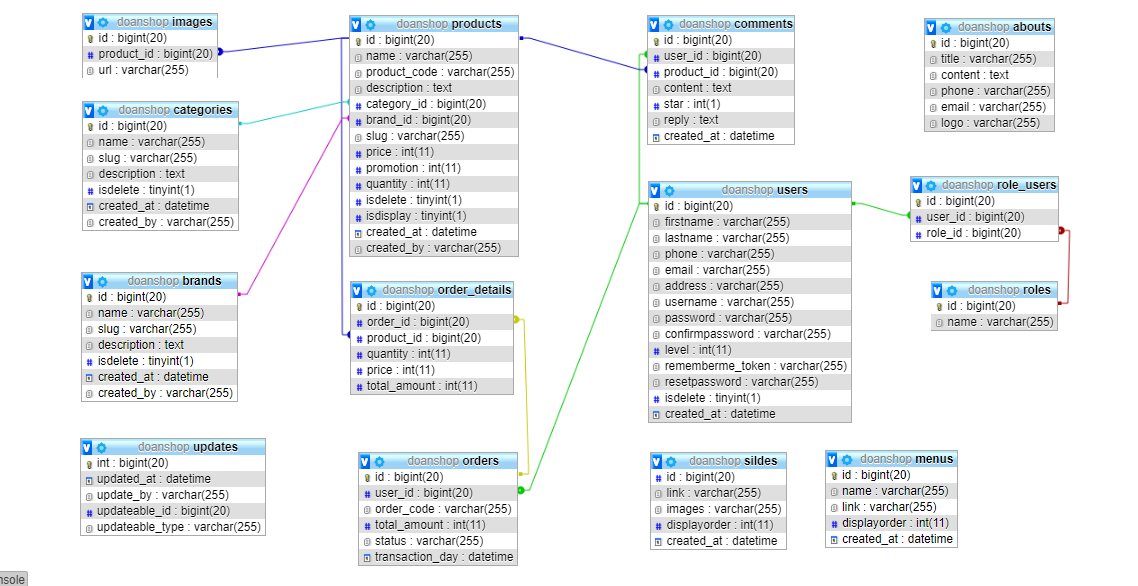 doanshop images
id : bigint(20)
product_id : bigint(20)
url : varchar(255)
doanshop categories
id : bigint(20)
name : varchar(255)
slug : varchar(255)
description : text
isdelete : tinyint(1)
created_at : datetime
created_by : varchar(255)
doanshop brands
id : bigint(20)
name : varchar(255)
slug : varchar(255)
description : text
isdelete : tinyint(1)
created_at : datetime
created_by : varchar(255)
doanshop updates
int : bigint(20)
updated_at : datetime
update_by : varchar(255)
updateable_id : bigint(20)
updateable_type : varchar(255)
doanshop products
id : bigint(20)
name : varchar(255)
product_code : varchar(255)
description : text
category_id : bigint(20)
brand_id : bigint(20)
slug : varchar(255)
price : int(11)
promotion : int(11)
quantity : int(11)
isdelete : tinyint(1)
isdisplay : tinyint(1)
created_at : datetime
created_by : varchar(255)
doanshop order_details
id : bigint(20)
order_id : bigint(20)
product_id : bigint(20)
quantity : int(11)
price : int(11)
total_amount : int(11)
doanshop orders
id : bigint(20)
user_id : bigint(20)
order_code : varchar(255)
total_amount : int(11)
status : varchar(255)
transaction_day : datetime
doanshop comments
id : bigint(20)
user_id : bigint(20)
product_id : bigint(20)
content : text
star : int(1)
reply : text
created_at : datetime
doanshop users
id : bigint(20)
firstname : varchar(255)
lastname : varchar(255)
phone : varchar(255)
email : varchar(255)
address : varchar(255)
username : varchar(255)
password : varchar(255)
confirmpassword : varchar(255)
level : int(11)
rememberme_token : varchar(255)
resetpassword : varchar(255)
isdelete : tinyint(1)
created_at : datetime
doanshop sildes
id : bigint(20)
link : varchar(255)
images : varchar(255)
displayorder : int(11)
created_at : datetime
doanshop abouts
id : bigint(20)
title : varchar(255)
content : text
phone : varchar(255)
email : varchar(255)
logo : varchar(255)
doanshop role_users
id : bigint(20)
user_id : bigint(20)
role_id : bigint(20)
doanshop roles
id : bigint(20)
name : varchar(255)
doanshop menus
id : bigint(20)
name : varchar(255)
link : varchar(255)
displayorder : int(11)
created_at : datetime
nsole